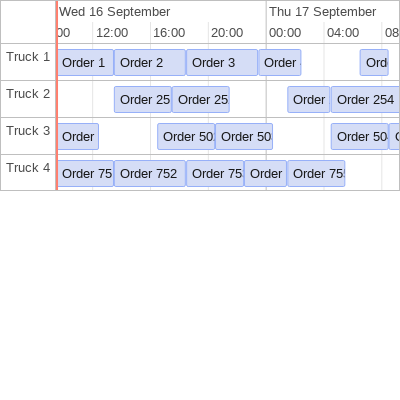 Wed 16 September Thu 17 September
00 12:00 16:00 20:00 00:00 04:00 08
Truck 1 Order 1 Order 2 Order 3 Order Ord
Truck 2 Order 25 Order 25 Order Order 254
Truck 3 Order Order 50 Order 50 Order 50
Truck 4 Order 75 Order 752 Order 75 Order Order 75